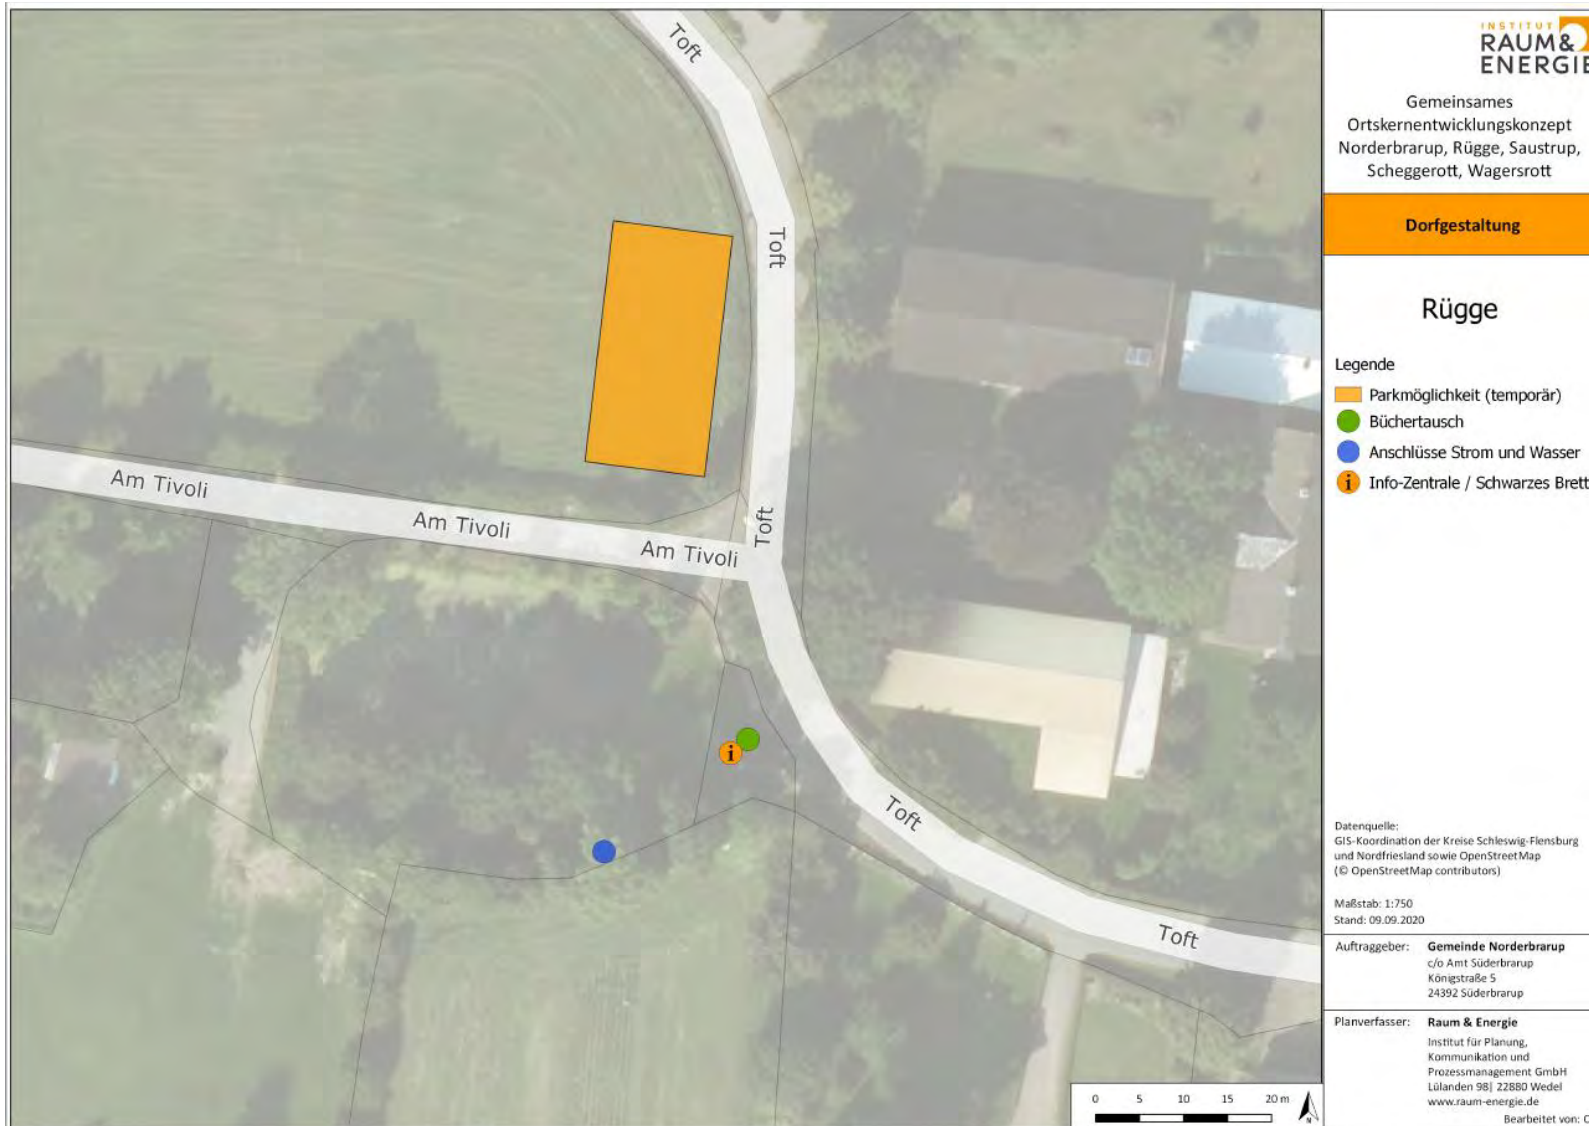 Toft
Toft
Toft
Am Tivoli
Am Tivoli
Am Tivoli
Toft
Toft
i
0 5 10 15 20 m
N
INSTITUT
RAUM&
ENERGIE
Gemeinsames
Ortskernentwicklungskonzept
Norderbrarup, Rügge, Saustrup,
Scheggerott, Wagersrott
Dorfgestaltung
Rügge
Legende
Parkmöglichkeit (temporär)
Büchertausch
Anschlüsse Strom und Wasser
i Info-Zentrale / Schwarzes Brett
Datenquelle:
GIS-Koordination der Kreise Schleswig-Flensburg
und Nordfriesland sowie OpenStreetMap
(© OpenStreetMap contributors)
Maßstab: 1:750
Stand: 09.09.2020
Auftraggeber: Gemeinde Norderbrarup
c/o Amt Süderbrarup
Königstraße 5
24392 Süderbrarup
Planverfasser: Raum & Energie
Institut für Planung,
Kommunikation und
Prozessmanagement GmbH
Lülanden 98| 22880 Wedel
www.raum-energie.de
Bearbeitet von: